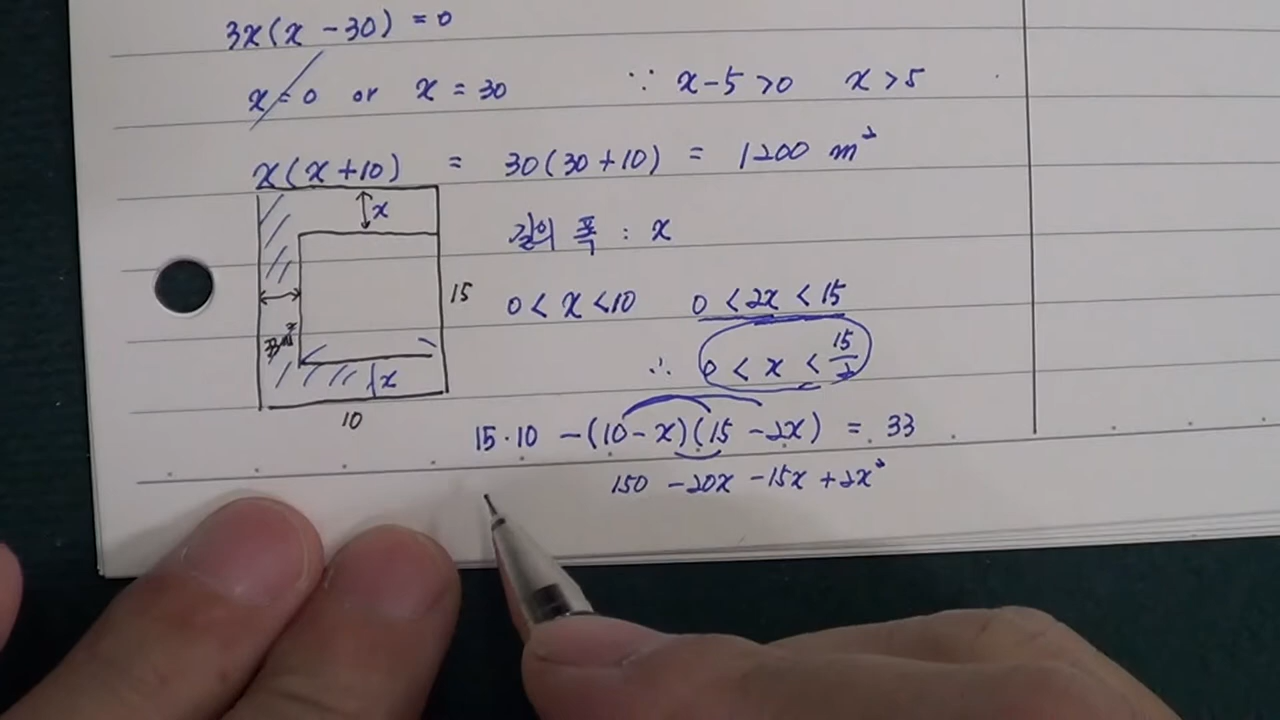 3x(x-30) = 0
x=0 or x = 30 ∵ x-5>0 x>5
x(x+10) = 30(30+10) = 1200 m²
x
길의 폭 : x
15
0 < x < 10 0 < 2x < 15
∴ 0 < x < 15/2
x
10
15·10 -(10-x)(15-2x) = 33
150 -20x -15x +2x²